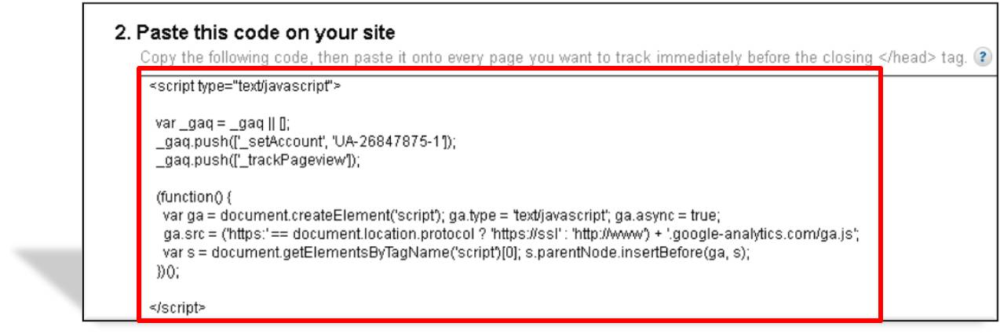 2. Paste this code on your site
Copy the following code, then paste it onto every page you want to track immediately before the closing </head> tag. ?
<script type="text/javascript">
var _gaq = _gaq || [];
_gaq.push(['_setAccount', 'UA-26847875-1']);
_gaq.push(['_trackPageview']);
(function() {
var ga = document.createElement('script'); ga.type = 'text/javascript'; ga.async = true;
ga.src = ('https:' == document.location.protocol ? 'https://ssl' : 'http://www') + '.google-analytics.com/ga.js';
var s = document.getElementsByTagName('script')[0]; s.parentNode.insertBefore(ga, s);
})();
</script>